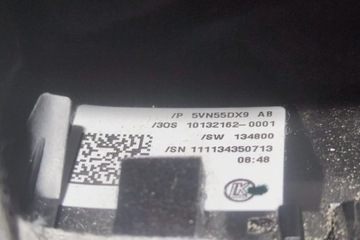 /P 5VN55DX9 AB
/3OS 10132162-0001
/SW 134800
/SN 111134350713
08:48